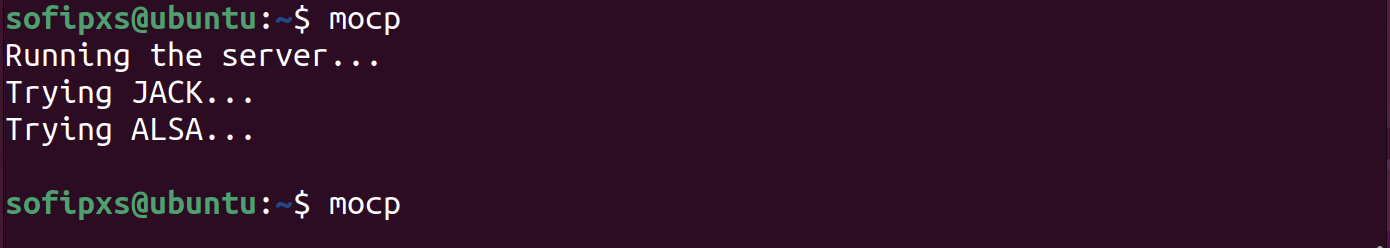 sofipxs@ubuntu:~$ mocp
Running the server...
Trying JACK...
Trying ALSA...
sofipxs@ubuntu:~$ mocp